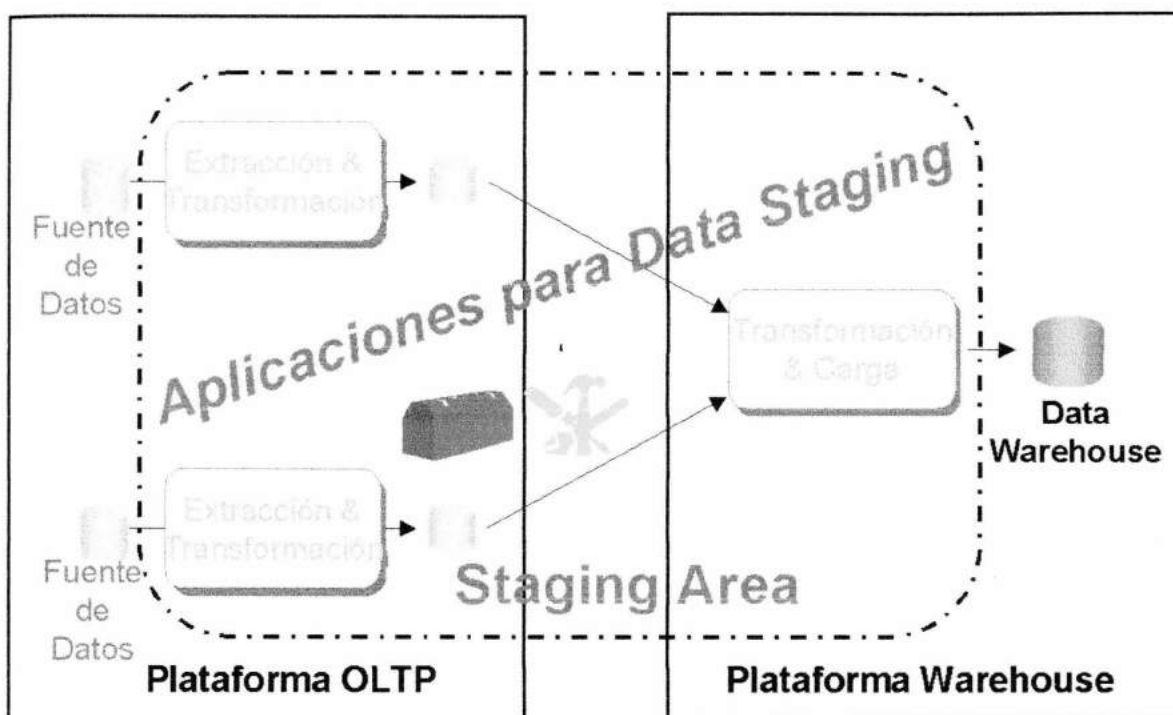 Extracción &
Transformación
Fuente
de
Datos
Aplicaciones para Data Staging
Transformación
& Carga
Data
Warehouse
Extracción &
Transformación
Fuente
de
Datos
Staging Area
Plataforma OLTP
Plataforma Warehouse